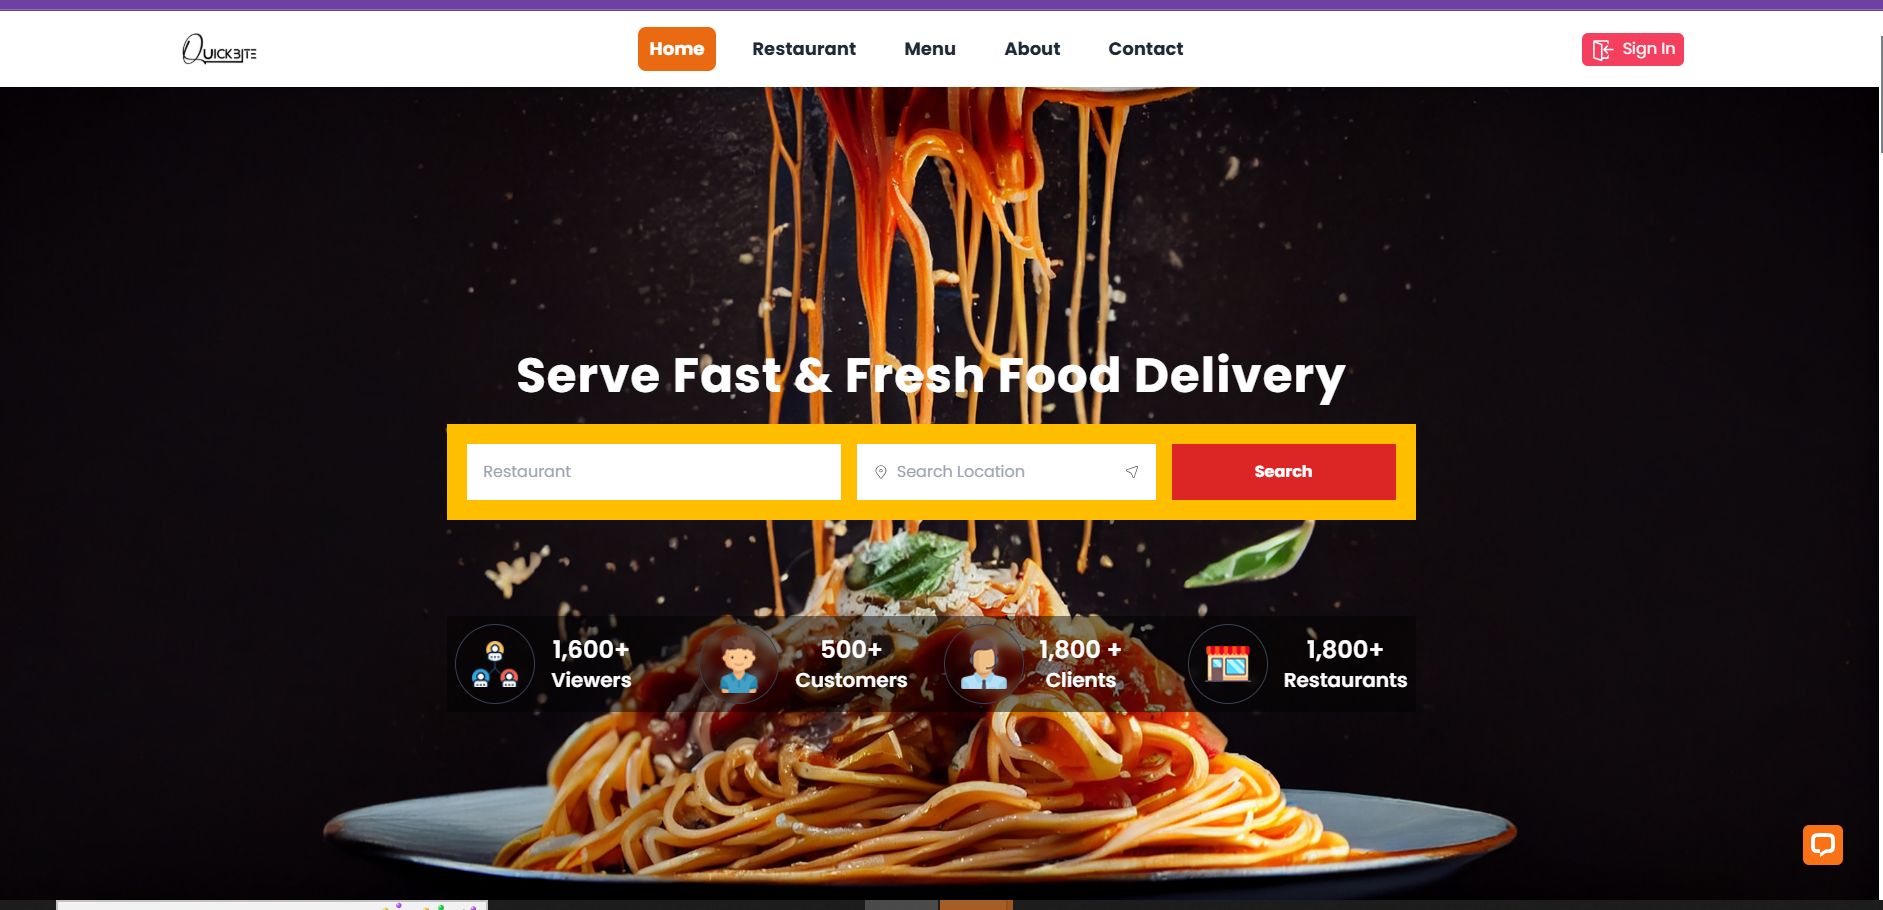 QUICKBITE
Home
Restaurant
Menu
About
Contact
Sign In
Serve Fast & Fresh Food Delivery
Restaurant
Search Location
Search
1,600+
Viewers
500+
Customers
1,800 +
Clients
1,800+
Restaurants